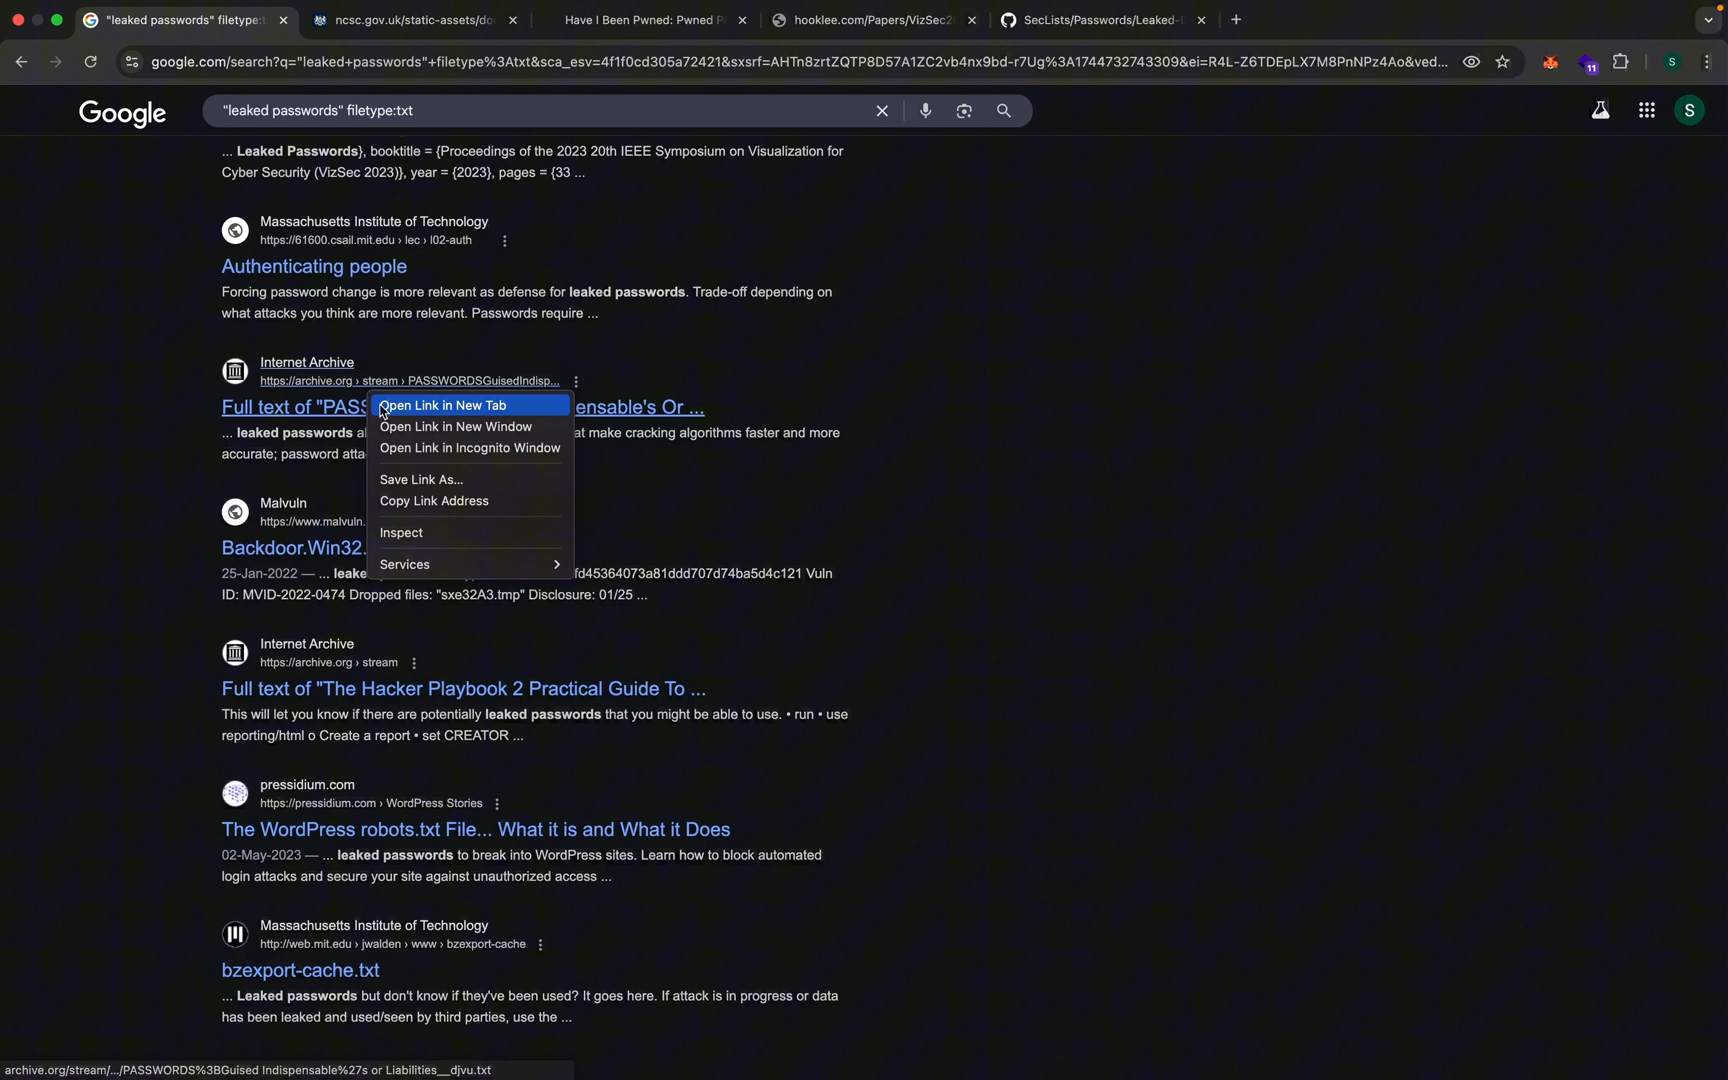 "leaked passwords" filetype:t
ncsc.gov.uk/static-assets/do
Have I Been Pwned: Pwned P
hooklee.com/Papers/VizSec2
SecLists/Passwords/Leaked-
google.com/search?q="leaked+passwords"+filetype%3Atxt&sca_esv=4f1f0cd305a72421&sxsrf=AHTn8zrtZQTP8D57A1ZC2vb4nx9bd-r7Ug%3A1744732743309&ei=R4L-Z6TDEpLX7M8PnNPz4Ao&ved...
11
S
Google
"leaked passwords" filetype:txt
S
... Leaked Passwords}, booktitle = {Proceedings of the 2023 20th IEEE Symposium on Visualization for
Cyber Security (VizSec 2023)}, year = {2023}, pages = {33 ...
Massachusetts Institute of Technology
https://61600.csail.mit.edu › lec › l02-auth
Authenticating people
Forcing password change is more relevant as defense for leaked passwords. Trade-off depending on
what attacks you think are more relevant. Passwords require ...
Internet Archive
https://archive.org › stream › PASSWORDSGuisedIndisp...
Full text of "PASS ensable's Or ...
... leaked passwords al at make cracking algorithms faster and more
accurate; password atta
Open Link in New Tab
Open Link in New Window
Open Link in Incognito Window
Save Link As...
Copy Link Address
Inspect
Services
Malvuln
https://www.malvuln.
Backdoor.Win32.
25-Jan-2022 — ... leake fd45364073a81ddd707d74ba5d4c121 Vuln
ID: MVID-2022-0474 Dropped files: "sxe32A3.tmp" Disclosure: 01/25 ...
Internet Archive
https://archive.org › stream
Full text of "The Hacker Playbook 2 Practical Guide To ...
This will let you know if there are potentially leaked passwords that you might be able to use. • run • use
reporting/html o Create a report • set CREATOR ...
pressidium.com
https://pressidium.com › WordPress Stories
The WordPress robots.txt File... What it is and What it Does
02-May-2023 — ... leaked passwords to break into WordPress sites. Learn how to block automated
login attacks and secure your site against unauthorized access ...
Massachusetts Institute of Technology
http://web.mit.edu › jwalden › www › bzexport-cache
bzexport-cache.txt
... Leaked passwords but don't know if they've been used? It goes here. If attack is in progress or data
has been leaked and used/seen by third parties, use the ...
archive.org/stream/.../PASSWORDS%3BGuised Indispensable%27s or Liabilities__djvu.txt